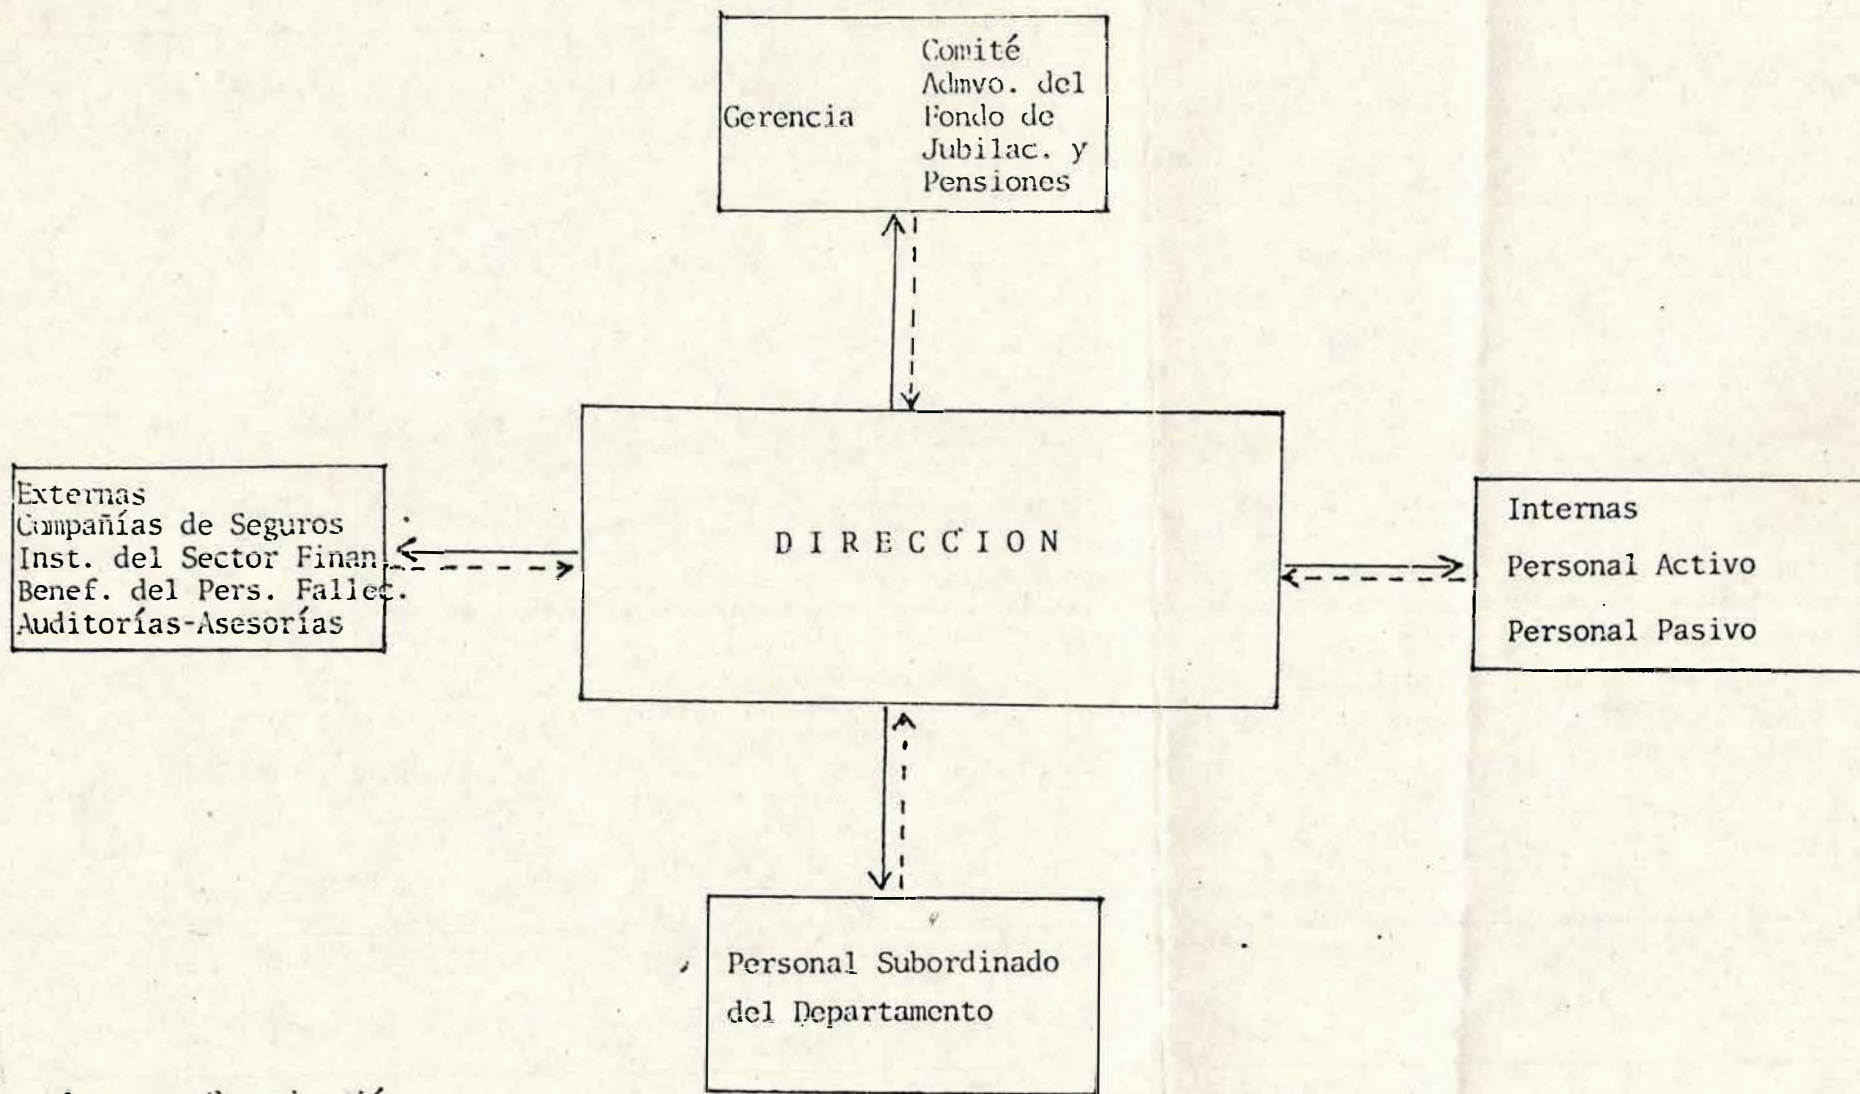 Comité
Admvo. del
Gerencia Fondo de
Jubilac. y
Pensiones
Externas
Compañías de Seguros
Inst. del Sector Finan.
Benef. del Pers. Fallec.
Auditorías-Asesorías
D I R E C C I O N
Internas
Personal Activo
Personal Pasivo
Personal Subordinado
del Departamento